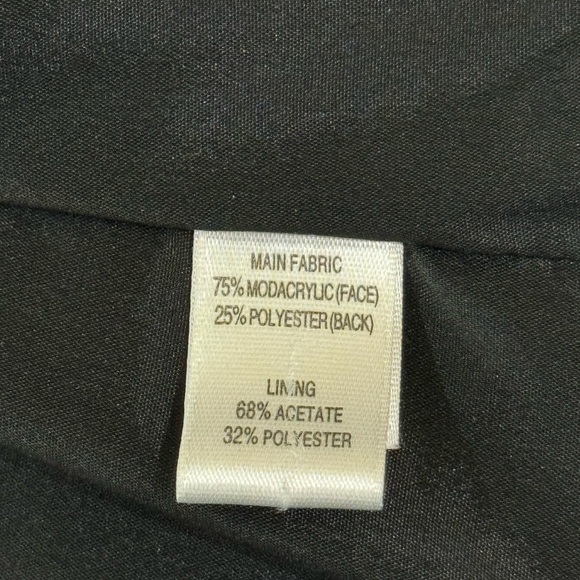 MAIN FABRIC
75% MODACRYLIC (FACE)
25% POLYESTER (BACK)
LINING
68% ACETATE
32% POLYESTER